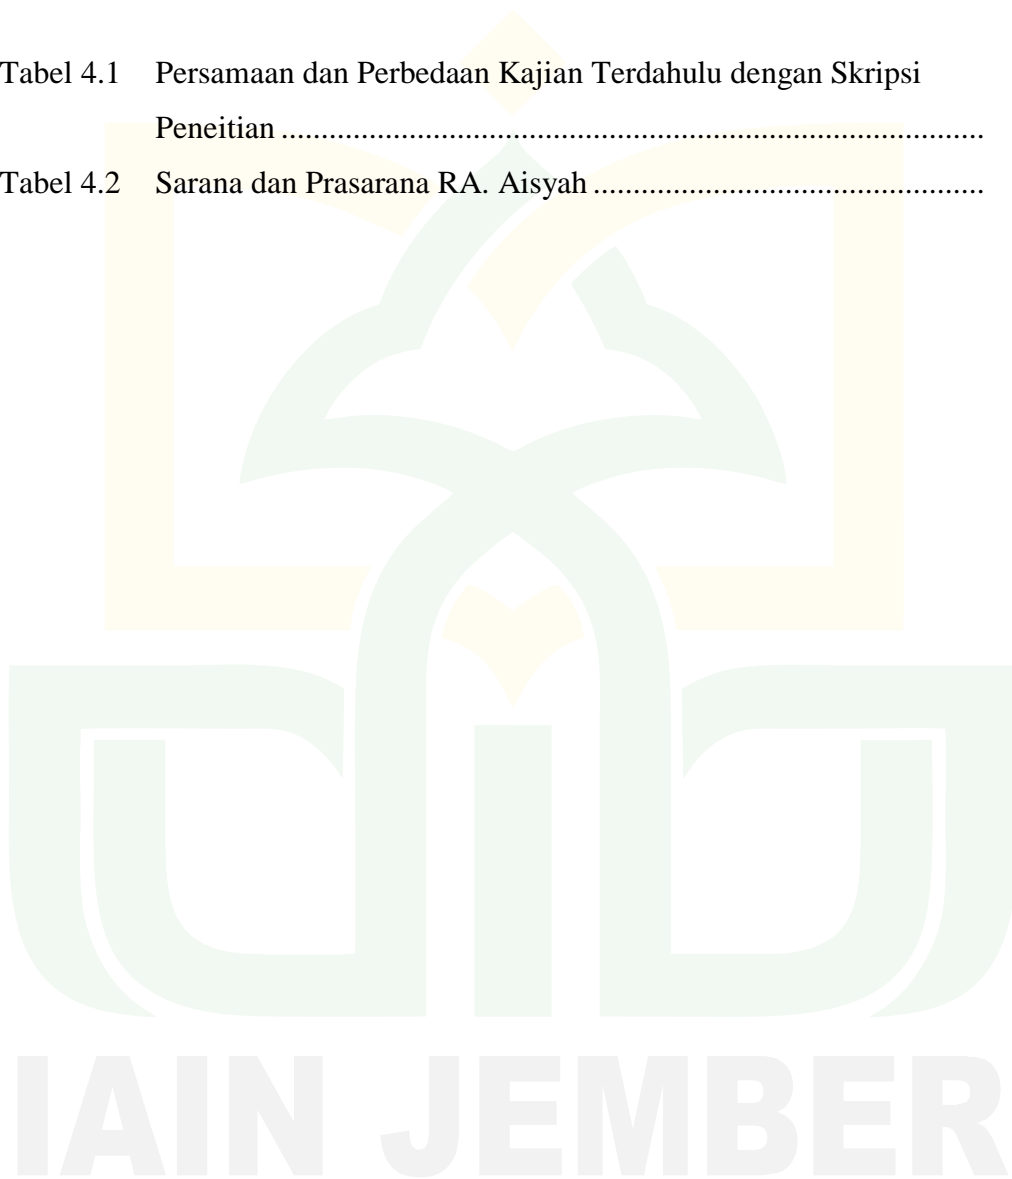 Tabel 4.1 Persamaan dan Perbedaan Kajian Terdahulu dengan Skripsi
Peneitian ........................................................................................
Tabel 4.2 Sarana dan Prasarana RA. Aisyah .................................................
IAIN JEMBER